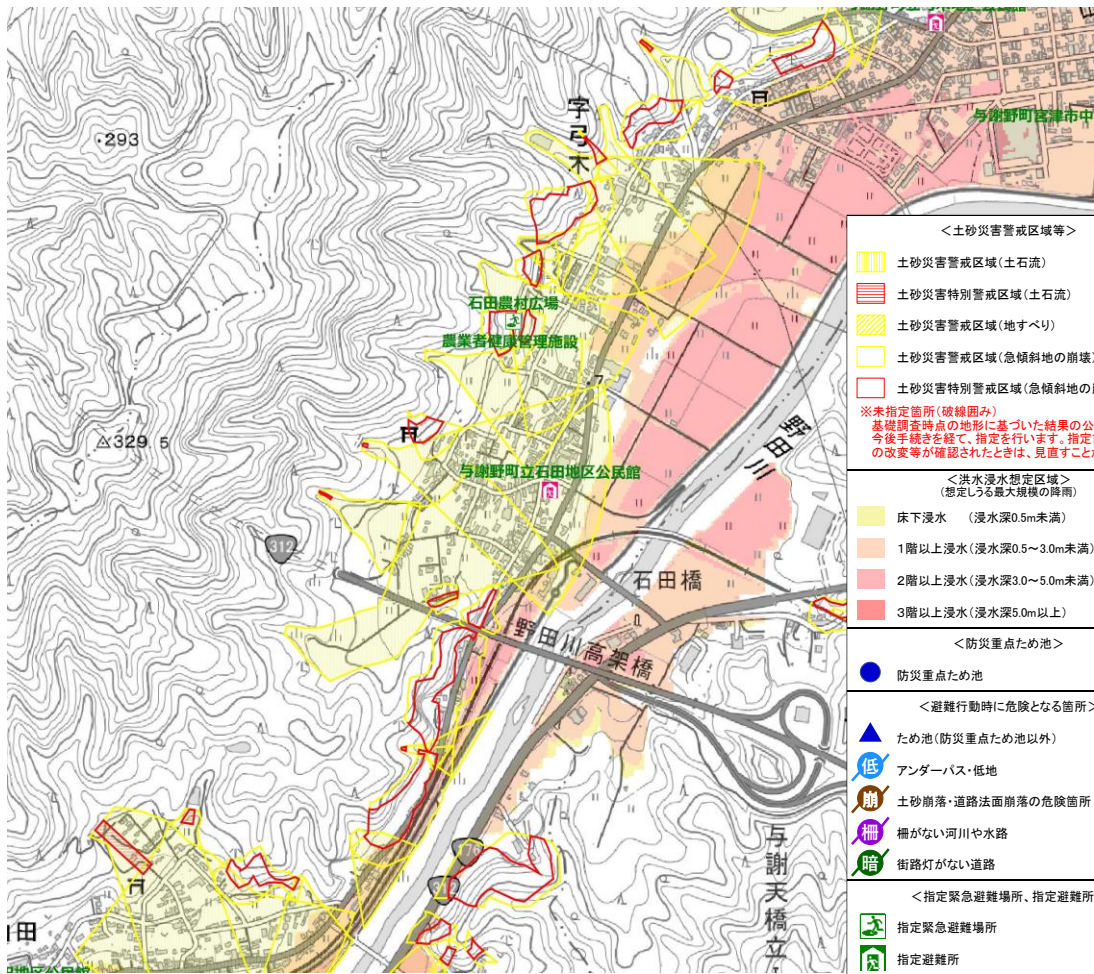 字弓木
・293
与謝野町宮津市中
石田農村広場
農業者健康管理施設
7
野田川
△329.5
与謝野町立石田地区公民館
312
石田橋
野田川高架橋
176
与謝天橋立
田
地区公民館
＜土砂災害警戒区域等＞
土砂災害警戒区域(土石流)
土砂災害特別警戒区域(土石流)
土砂災害警戒区域(地すべり)
土砂災害警戒区域(急傾斜地の崩壊)
土砂災害特別警戒区域(急傾斜地の崩
※未指定箇所(破線囲み)
基礎調査時点の地形に基づいた結果の公
今後手続きを経て、指定を行います。指定
の改変等が確認されたときは、見直すことが
＜洪水浸水想定区域＞
(想定しうる最大規模の降雨)
床下浸水　(浸水深0.5m未満)
1階以上浸水(浸水深0.5～3.0m未満)
2階以上浸水(浸水深3.0～5.0m未満)
3階以上浸水(浸水深5.0m以上)
＜防災重点ため池＞
防災重点ため池
＜避難行動時に危険となる箇所＞
ため池(防災重点ため池以外)
低 アンダーパス・低地
崩 土砂崩落・道路法面崩落の危険箇所
柵 柵がない河川や水路
暗 街路灯がない道路
＜指定緊急避難場所、指定避難所
指定緊急避難場所
指定避難所